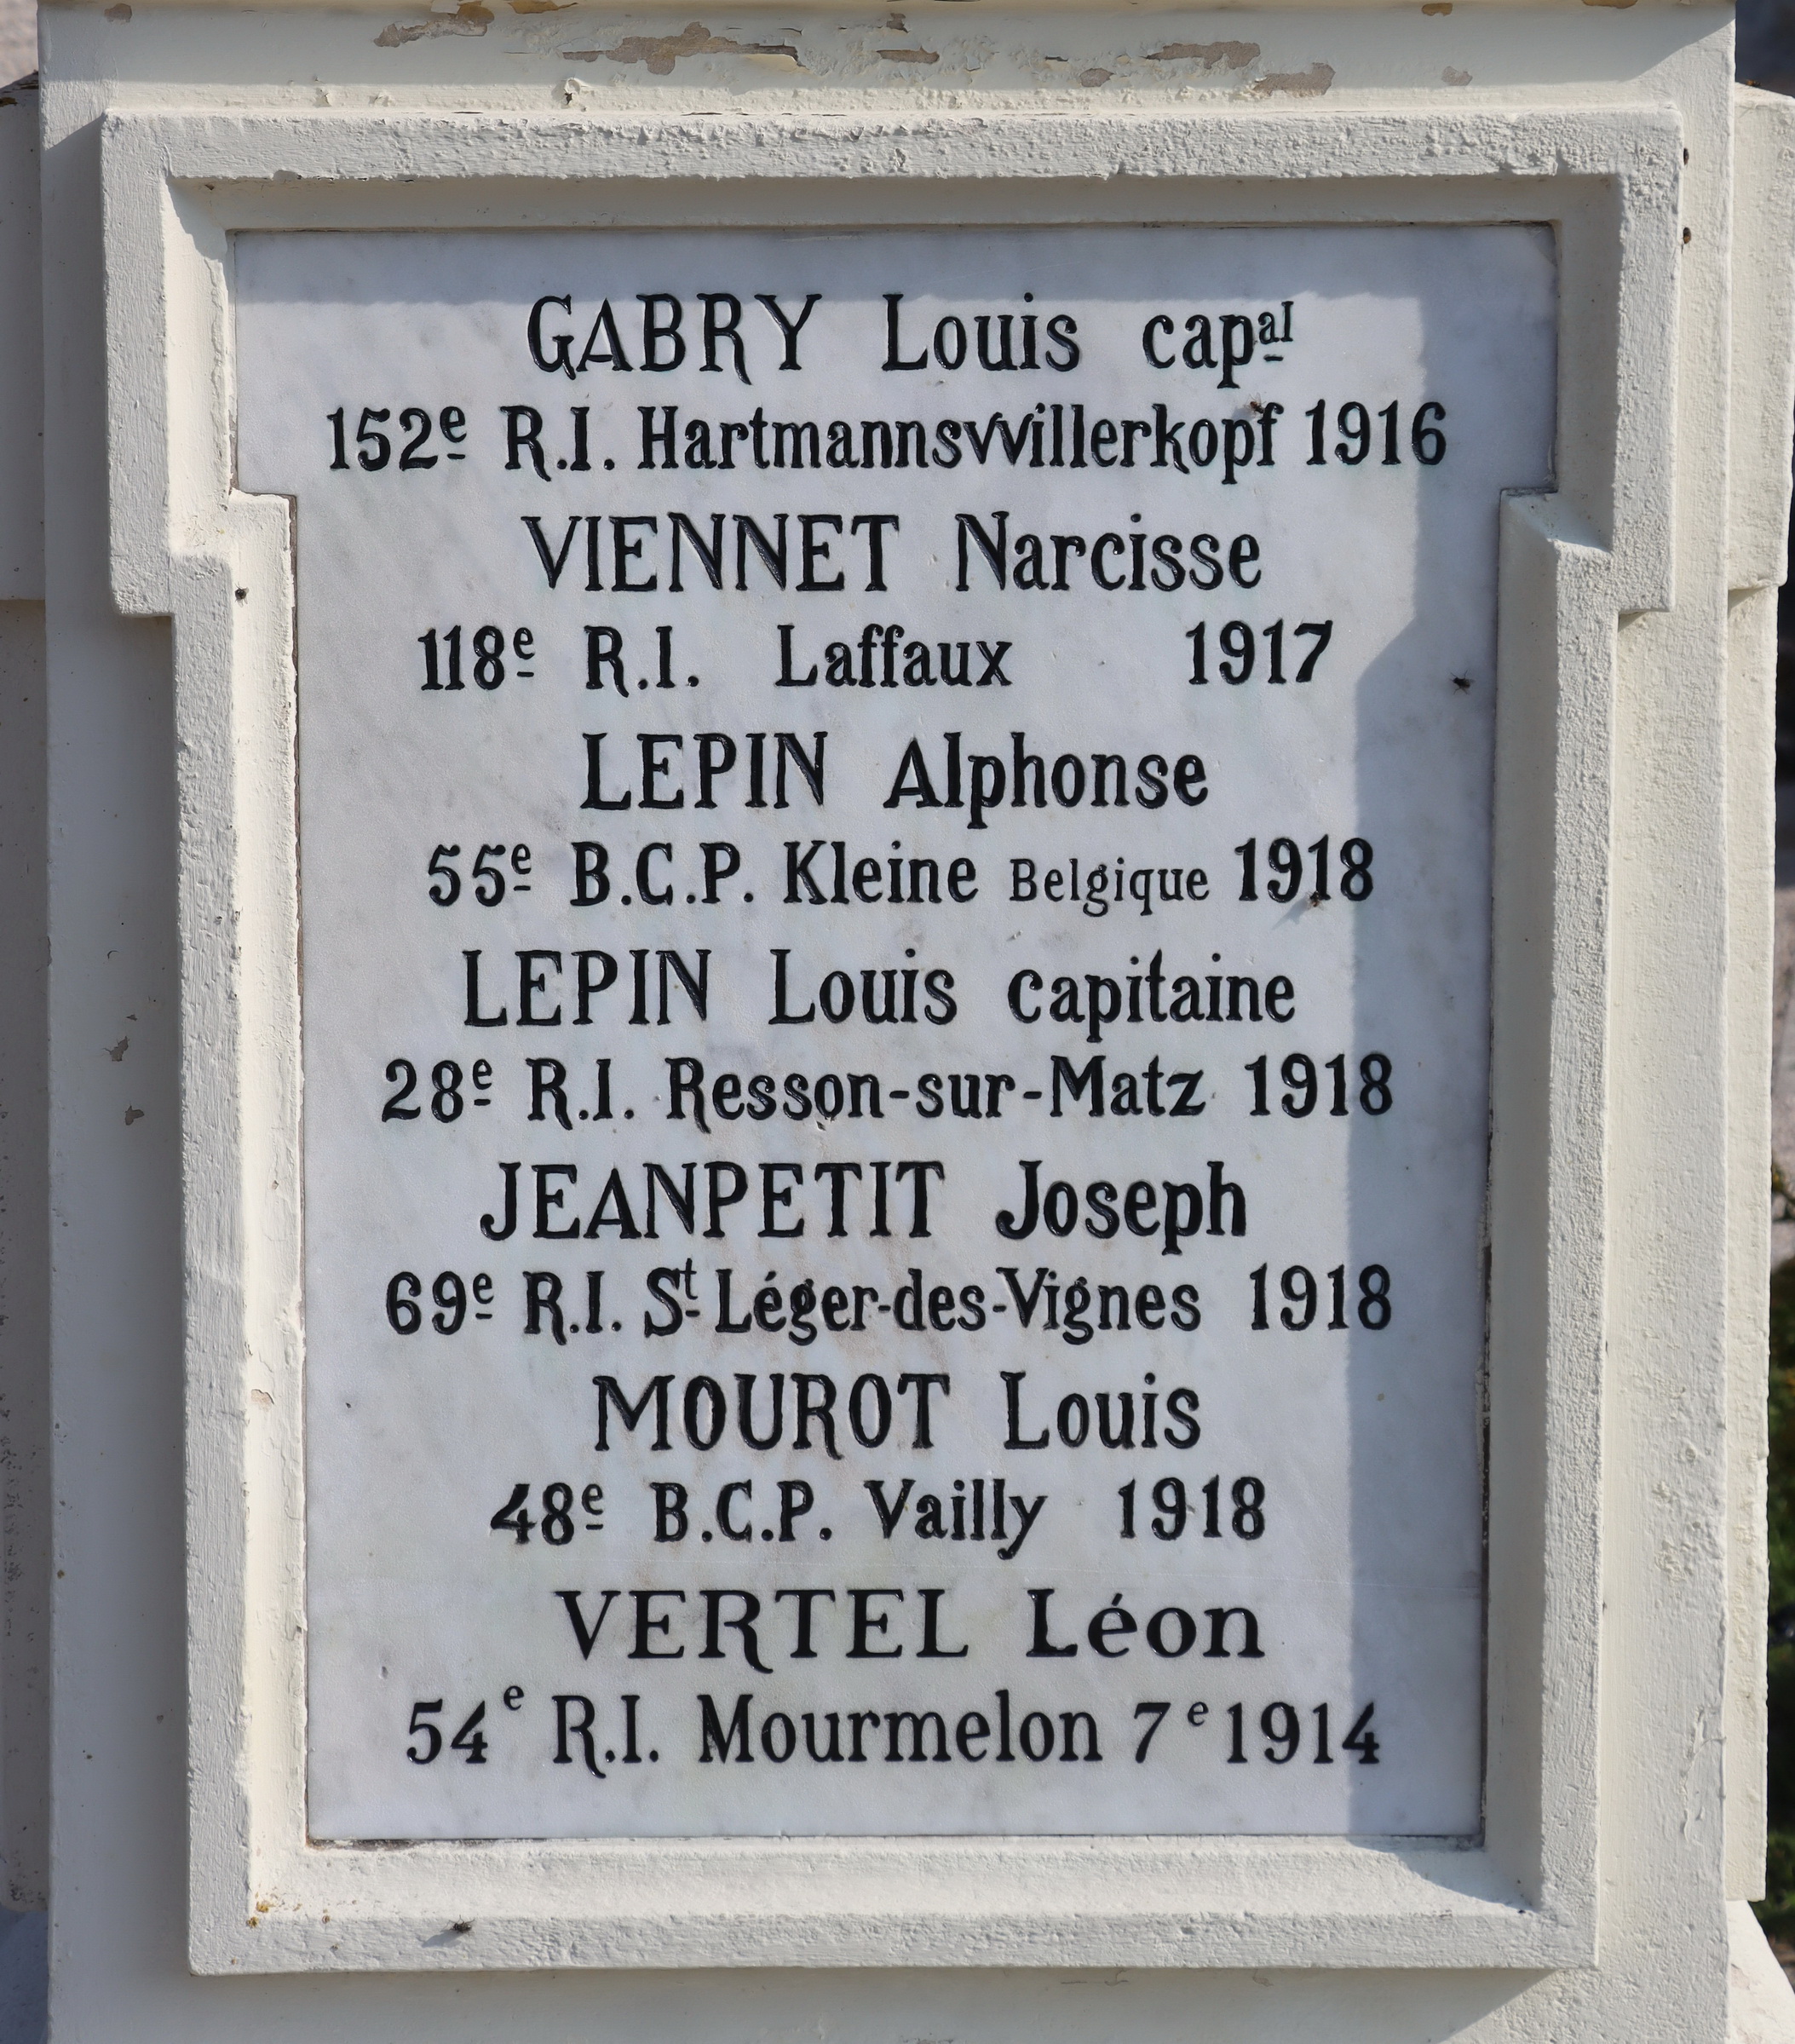 GABRY Louis capal
152e R.I. Hartmannswillerkopf 1916
VIENNET Narcisse
118e R.I. Laffaux 1917
LEPIN Alphonse
55e B.C.P. Kleine Belgique 1918
LEPIN Louis capitaine
28e R.I. Resson-sur-Matz 1918
JEANPETIT Joseph
69e R.I. St Léger-des-Vignes 1918
MOUROT Louis
48e B.C.P. Vailly 1918
VERTEL Léon
54e R.I. Mourmelon 7e 1914